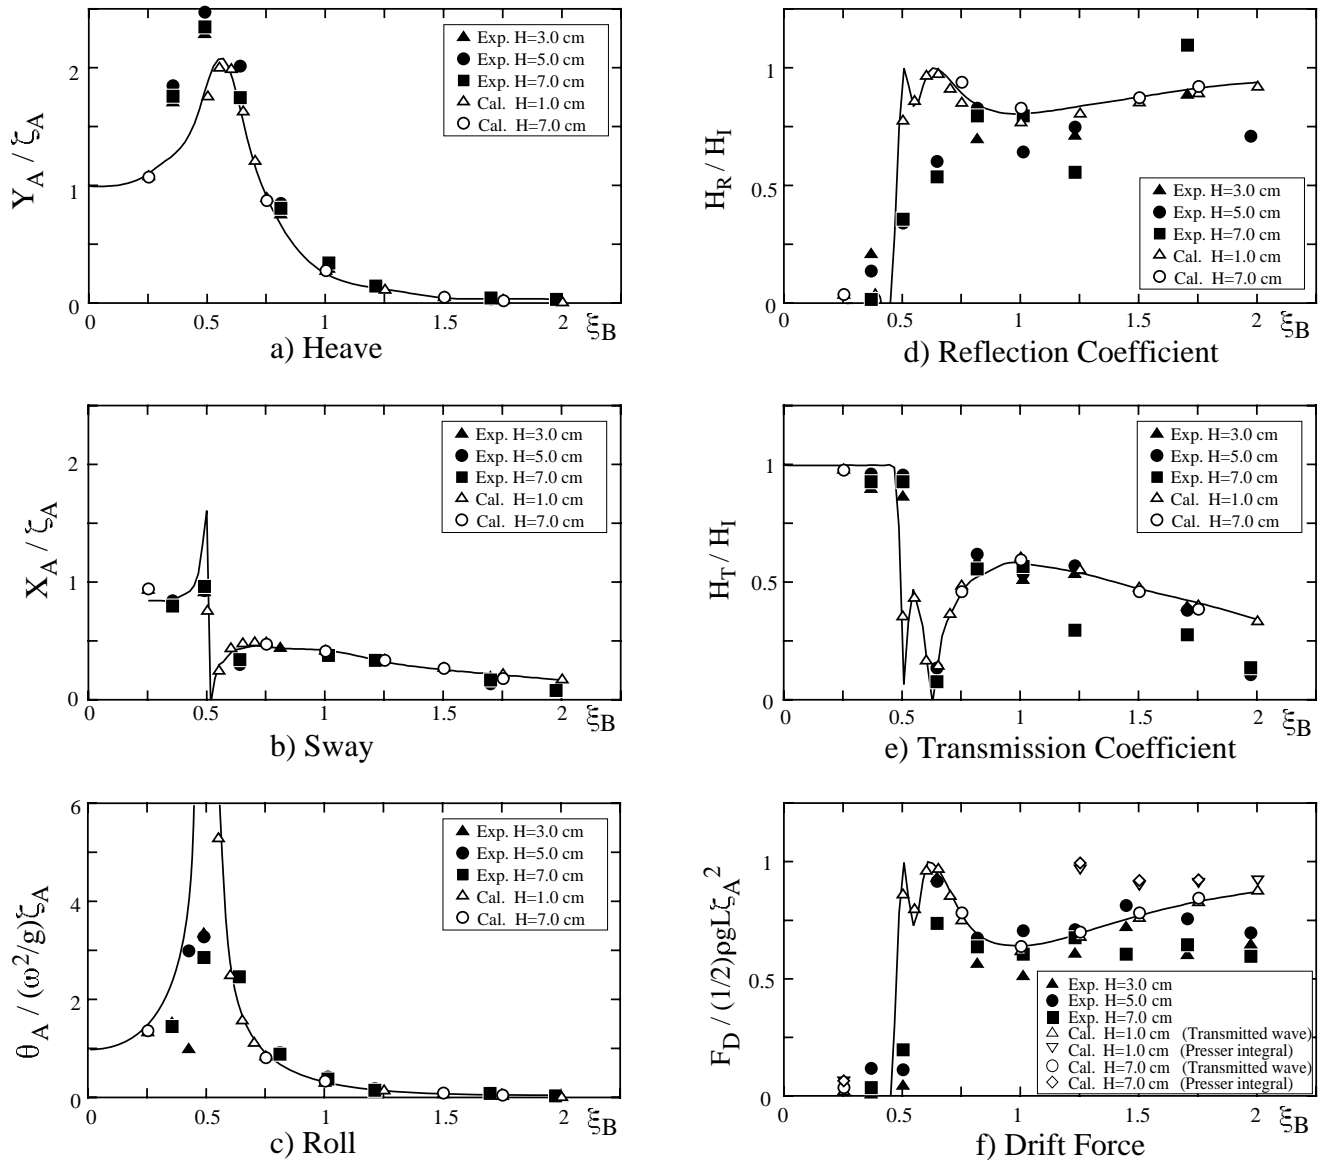 Y_A / ζ_A
2
1
0
Exp. H=3.0 cm
Exp. H=5.0 cm
Exp. H=7.0 cm
Cal. H=1.0 cm
Cal. H=7.0 cm
0 0.5 1 1.5 2 ξ_B
a) Heave
X_A / ζ_A
2
1
0
Exp. H=3.0 cm
Exp. H=5.0 cm
Exp. H=7.0 cm
Cal. H=1.0 cm
Cal. H=7.0 cm
0 0.5 1 1.5 2 ξ_B
b) Sway
θ_A / (ω²/g)ζ_A
6
4
2
0
Exp. H=3.0 cm
Exp. H=5.0 cm
Exp. H=7.0 cm
Cal. H=1.0 cm
Cal. H=7.0 cm
0 0.5 1 1.5 2 ξ_B
c) Roll
H_R / H_I
1
0.5
0
Exp. H=3.0 cm
Exp. H=5.0 cm
Exp. H=7.0 cm
Cal. H=1.0 cm
Cal. H=7.0 cm
0 0.5 1 1.5 2 ξ_B
d) Reflection Coefficient
H_T / H_I
1
0.5
0
Exp. H=3.0 cm
Exp. H=5.0 cm
Exp. H=7.0 cm
Cal. H=1.0 cm
Cal. H=7.0 cm
0 0.5 1 1.5 2 ξ_B
e) Transmission Coefficient
F_D / (1/2)ρgLζ_A²
1
0.5
0
Exp. H=3.0 cm
Exp. H=5.0 cm
Exp. H=7.0 cm
Cal. H=1.0 cm (Transmitted wave)
Cal. H=1.0 cm (Presser integral)
Cal. H=7.0 cm (Transmitted wave)
Cal. H=7.0 cm (Presser integral)
0 0.5 1 1.5 2 ξ_B
f) Drift Force